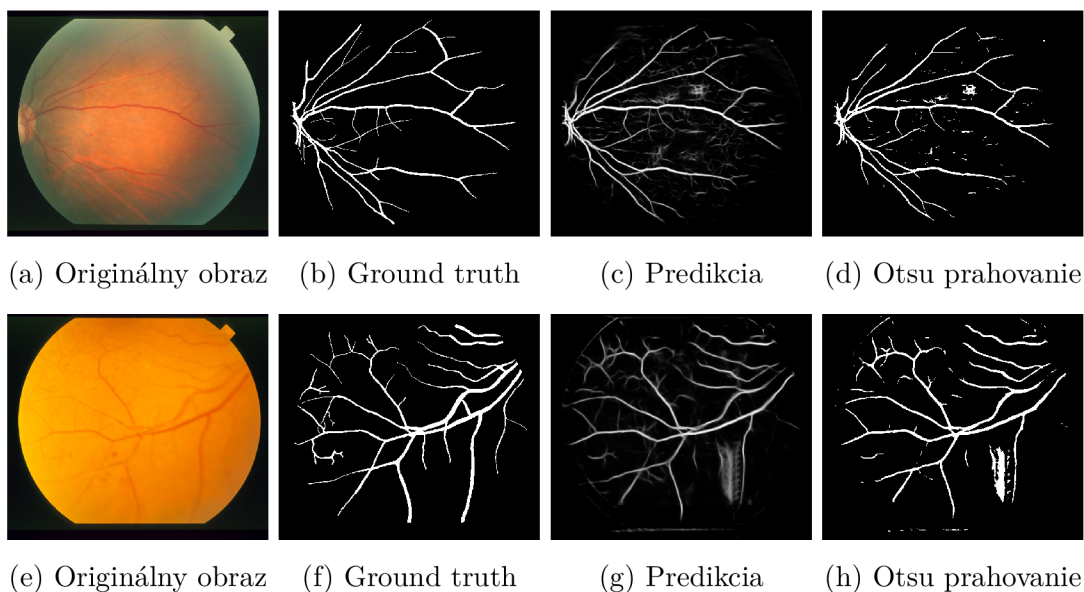 (a) Originálny obraz (b) Ground truth (c) Predikcia (d) Otsu prahovanie
(e) Originálny obraz (f) Ground truth (g) Predikcia (h) Otsu prahovanie